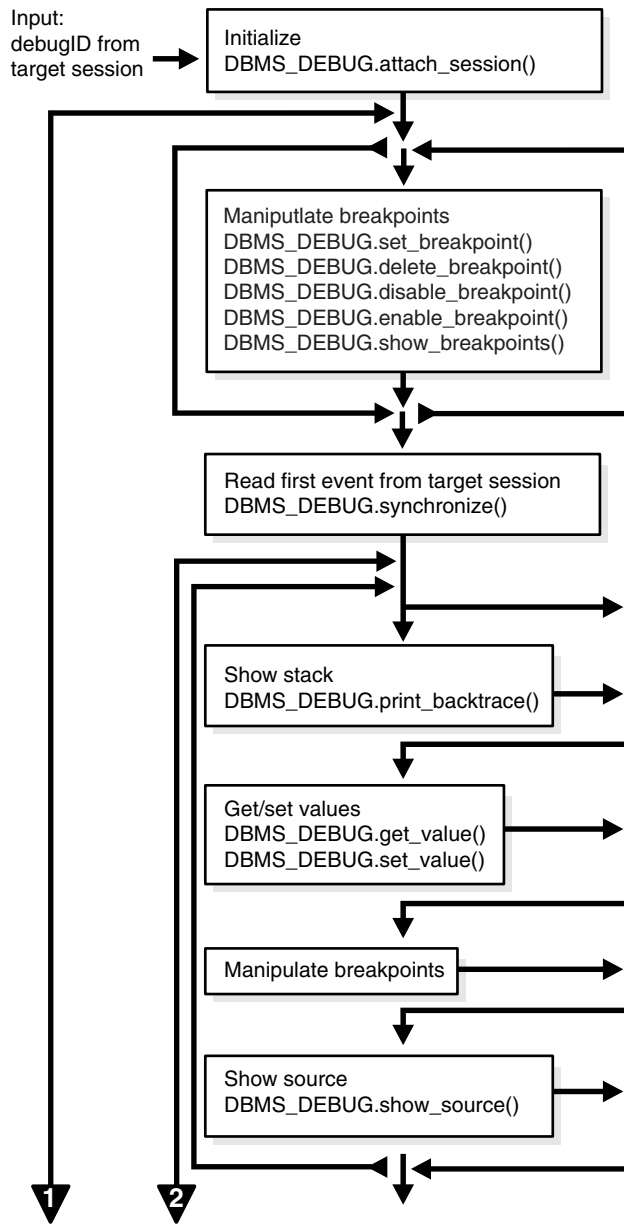 Input:
debugID from
target session
Initialize
DBMS_DEBUG.attach_session()
Maniputlate breakpoints
DBMS_DEBUG.set_breakpoint()
DBMS_DEBUG.delete_breakpoint()
DBMS_DEBUG.disable_breakpoint()
DBMS_DEBUG.enable_breakpoint()
DBMS_DEBUG.show_breakpoints()
Read first event from target session
DBMS_DEBUG.synchronize()
Show stack
DBMS_DEBUG.print_backtrace()
Get/set values
DBMS_DEBUG.get_value()
DBMS_DEBUG.set_value()
Manipulate breakpoints
Show source
DBMS_DEBUG.show_source()
1
2